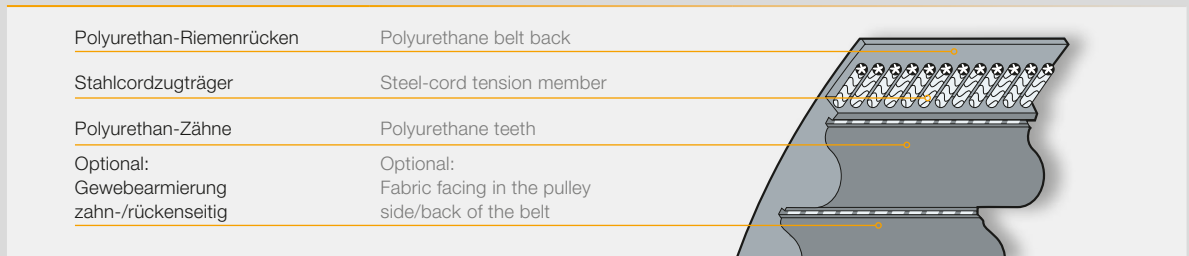 Polyurethan-Riemenrücken Polyurethane belt back
Stahlcordzugträger Steel-cord tension member
Polyurethan-Zähne Polyurethane teeth
Optional: Optional:
Gewebearmierung Fabric facing in the pulley
zahn-/rückenseitig side/back of the belt